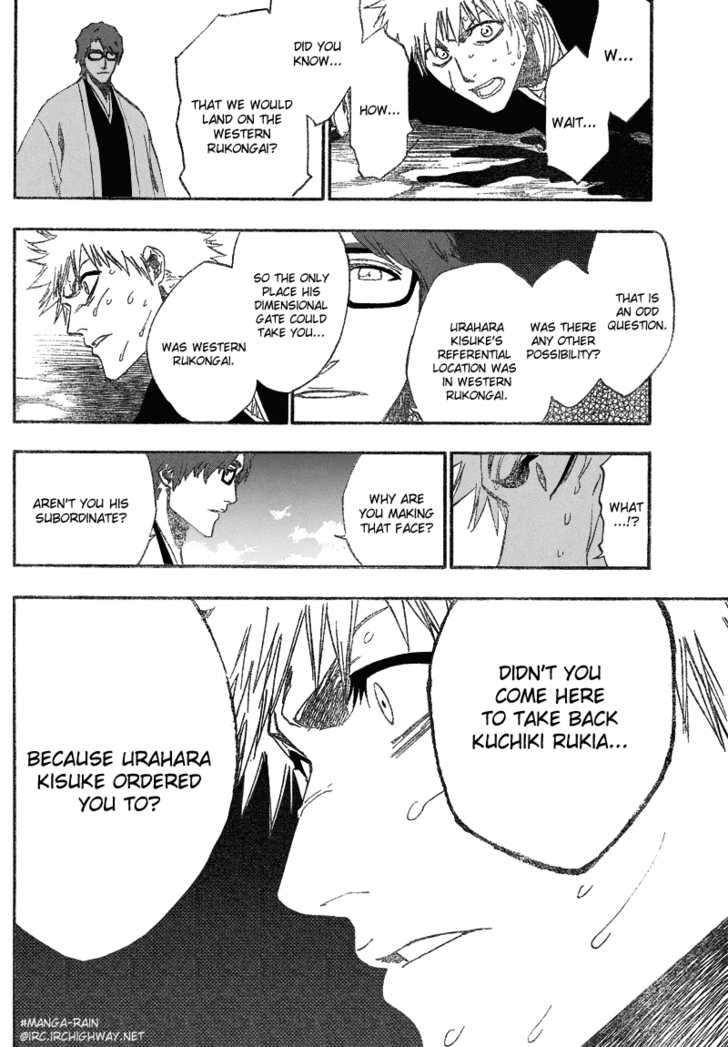 W...
WAIT...
HOW...
DID YOU
KNOW...
THAT WE WOULD
LAND ON THE
WESTERN
RUKONGAI?
THAT IS
AN ODD
QUESTION.
WAS THERE
ANY OTHER
POSSIBILITY?
URAHARA
KISUKE'S
REFERENTIAL
LOCATION WAS
IN WESTERN
RUKONGAI.
SO THE ONLY
PLACE HIS
DIMENSIONAL
GATE COULD
TAKE YOU...
WAS WESTERN
RUKONGAI.
WHAT
...!?
WHY ARE
YOU MAKING
THAT FACE?
AREN'T YOU HIS
SUBORDINATE?
DIDN'T YOU
COME HERE
TO TAKE BACK
KUCHIKI RUKIA...
BECAUSE URAHARA
KISUKE ORDERED
YOU TO?
#MANGA-RAIN
@IRC.IRCHIGHWAY.NET